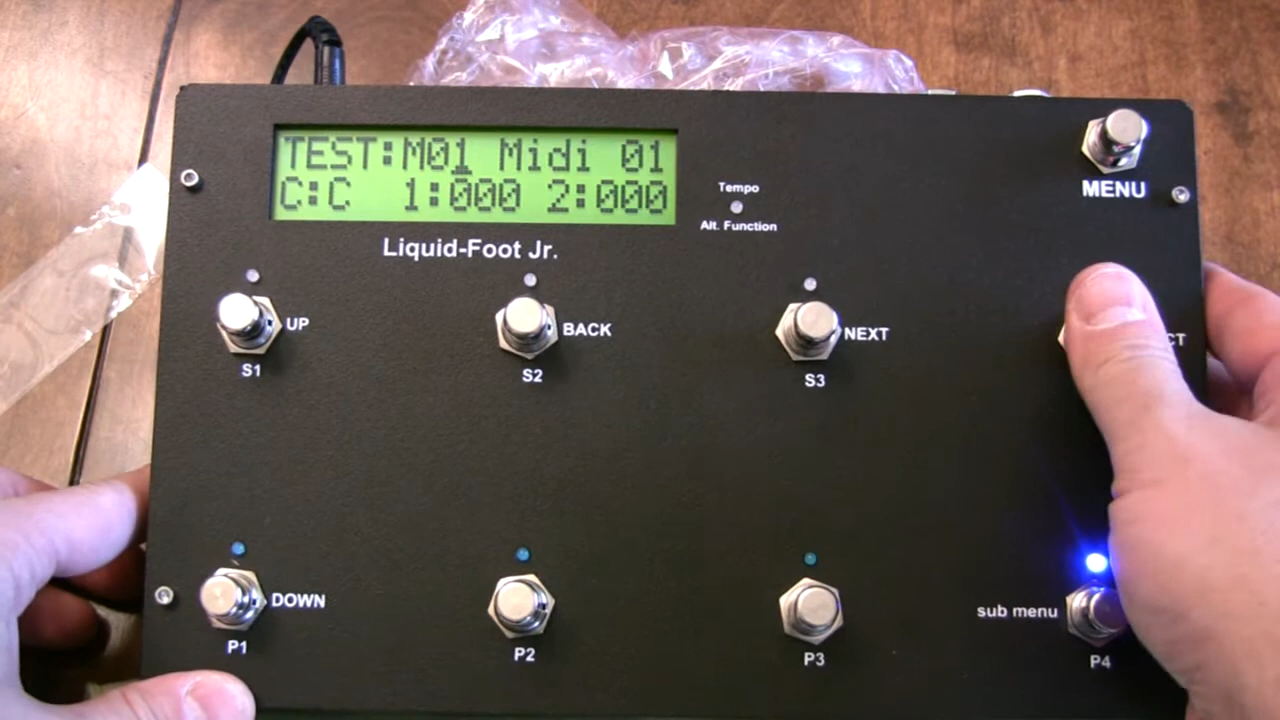 TEST:M01 Midi 01
C:C 1:000 2:000
Tempo
Alt. Function
MENU
Liquid-Foot Jr.
UP
BACK
NEXT
CT
S1
S2
S3
DOWN
sub menu
P1
P2
P3
P4